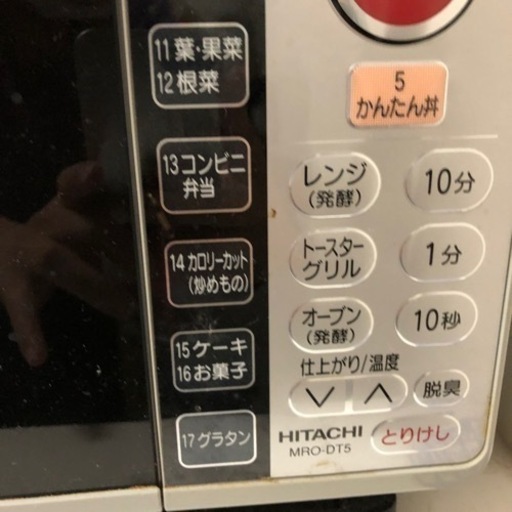 11 葉・果菜
12 根菜
13 コンビニ
弁当
14 カロリーカット
(炒めもの)
15 ケーキ
16 お菓子
17 グラタン
5
かんたん丼
レンジ
(発酵)
10分
トースター
グリル
1分
オーブン
(発酵)
10秒
仕上がり/温度
脱臭
HITACHI
MRO-DT5
とりけし